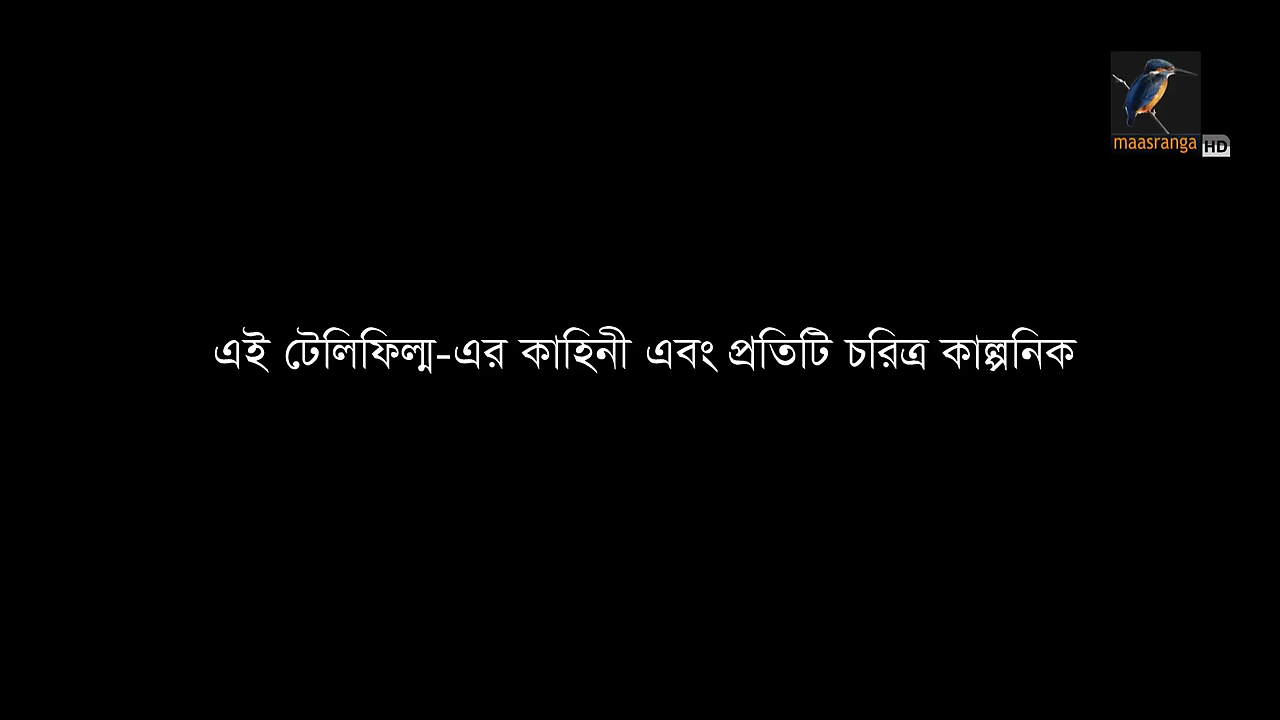 maasranga HD
এই টেলিফিল্ম-এর কাহিনী এবং প্রতিটি চরিত্র কাল্পনিক